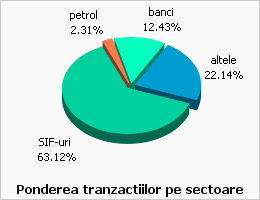 petrol
2.31%
banci
12.43%
altele
22.14%
SIF-uri
63.12%
Ponderea tranzactiilor pe sectoare